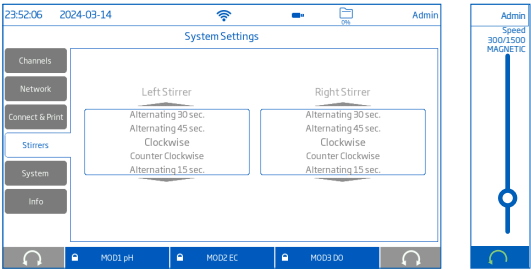 23:52:06 2024-03-14 0% Admin
System Settings
Channels
Network
Connect & Print
Stirrers
System
Info
Left Stirrer
Alternating 30 sec.
Alternating 45 sec.
Clockwise
Counter Clockwise
Alternating 15 sec.
Right Stirrer
Alternating 30 sec.
Alternating 45 sec.
Clockwise
Counter Clockwise
Alternating 15 sec.
MOD1 pH MOD2 EC MOD3 DO
Admin
Speed
300/1500
MAGNETIC